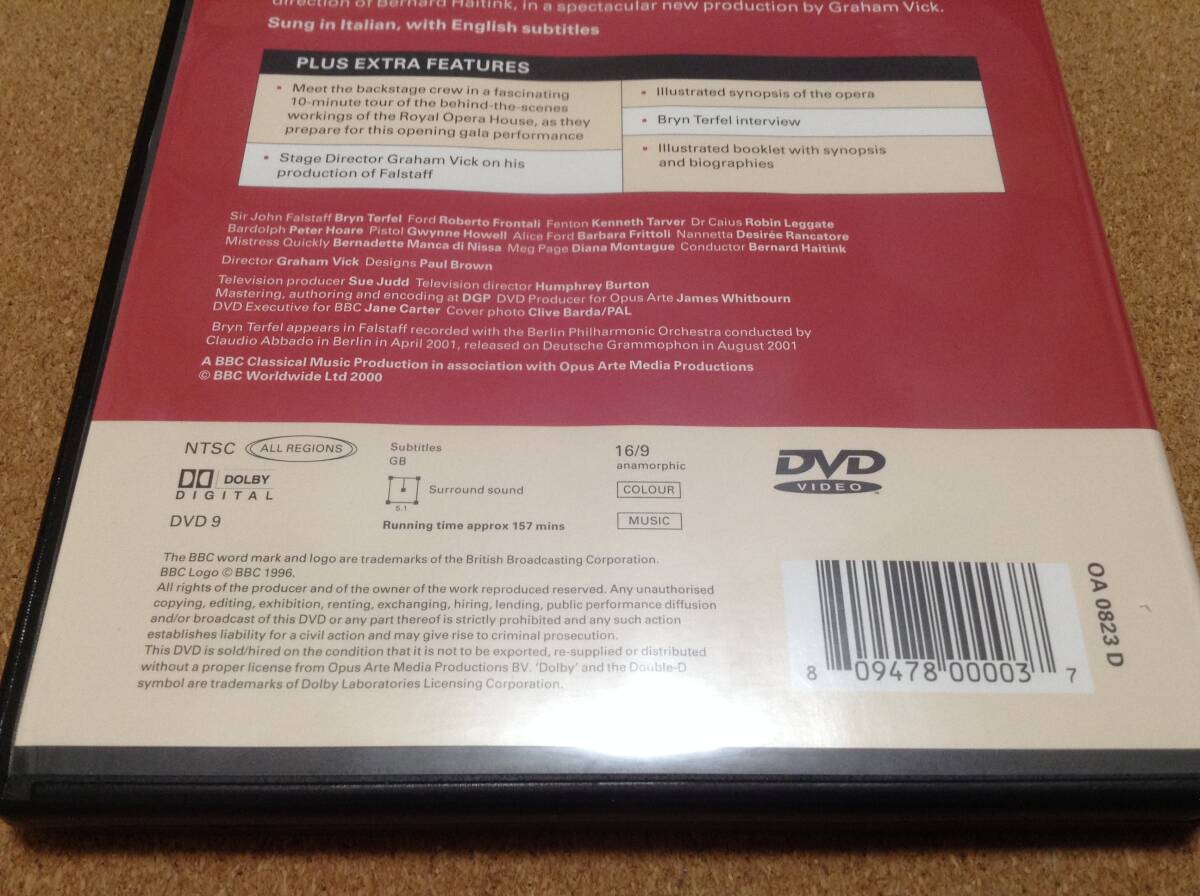 direction of Bernard Haitink, in a spectacular new production by Graham Vick.
Sung in Italian, with English subtitles
PLUS EXTRA FEATURES
• Meet the backstage crew in a fascinating
10-minute tour of the behind-the-scenes
workings of the Royal Opera House, as they
prepare for this opening gala performance
• Stage Director Graham Vick on his
production of Falstaff
• Illustrated synopsis of the opera
• Bryn Terfel interview
• Illustrated booklet with synopsis
and biographies
Sir John Falstaff Bryn Terfel Ford Roberto Frontali Fenton Kenneth Tarver Dr Caius Robin Leggate
Bardolph Peter Hoare Pistol Gwynne Howell Alice Ford Barbara Frittoli Nannetta Desirée Rancatore
Mistress Quickly Bernadette Manca di Nissa Meg Page Diana Montague Conductor Bernard Haitink
Director Graham Vick Designs Paul Brown
Television producer Sue Judd Television director Humphrey Burton
Mastering, authoring and encoding at DGP DVD Producer for Opus Arte James Whitbourn
DVD Executive for BBC Jane Carter Cover photo Clive Barda/PAL
Bryn Terfel appears in Falstaff recorded with the Berlin Philharmonic Orchestra conducted by
Claudio Abbado in Berlin in April 2001, released on Deutsche Grammophon in August 2001
A BBC Classical Music Production in association with Opus Arte Media Productions
© BBC Worldwide Ltd 2000
NTSC ALL REGIONS
DOLBY
DIGITAL
DVD 9
Subtitles
GB
5.1
Surround sound
Running time approx 157 mins
16/9
anamorphic
COLOUR
MUSIC
DVD
VIDEO
The BBC word mark and logo are trademarks of the British Broadcasting Corporation.
BBC Logo © BBC 1996.
All rights of the producer and of the owner of the work reproduced reserved. Any unauthorised
copying, editing, exhibition, renting, exchanging, hiring, lending, public performance diffusion
and/or broadcast of this DVD or any part thereof is strictly prohibited and any such action
establishes liability for a civil action and may give rise to criminal prosecution.
This DVD is sold/hired on the condition that it is not to be exported, re-supplied or distributed
without a proper license from Opus Arte Media Productions BV. 'Dolby' and the Double-D
symbol are trademarks of Dolby Laboratories Licensing Corporation.
8 09478 00003 7
OA 0823 D